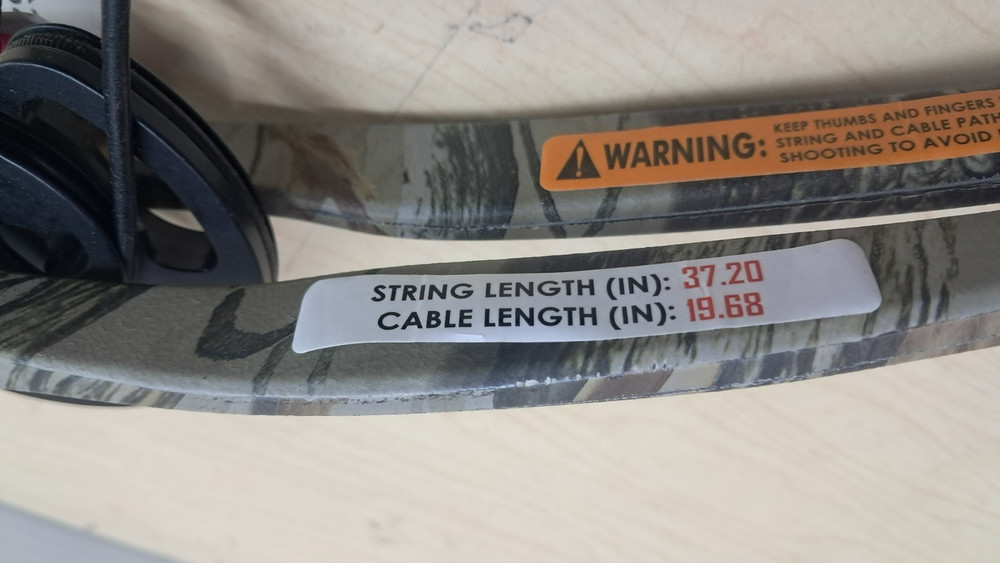 WARNING:
KEEP THUMBS AND FINGERS
STRING AND CABLE PATH
SHOOTING TO AVOID
STRING LENGTH (IN): 37.20
CABLE LENGTH (IN): 19.68